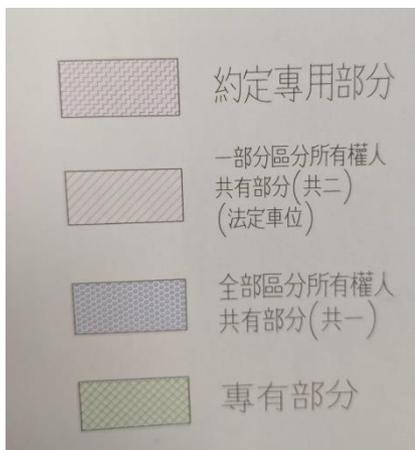 約定專用部分
一部分區分所有權人
共有部分(共二)
(法定車位)
全部區分所有權人
共有部分(共一)
專有部分